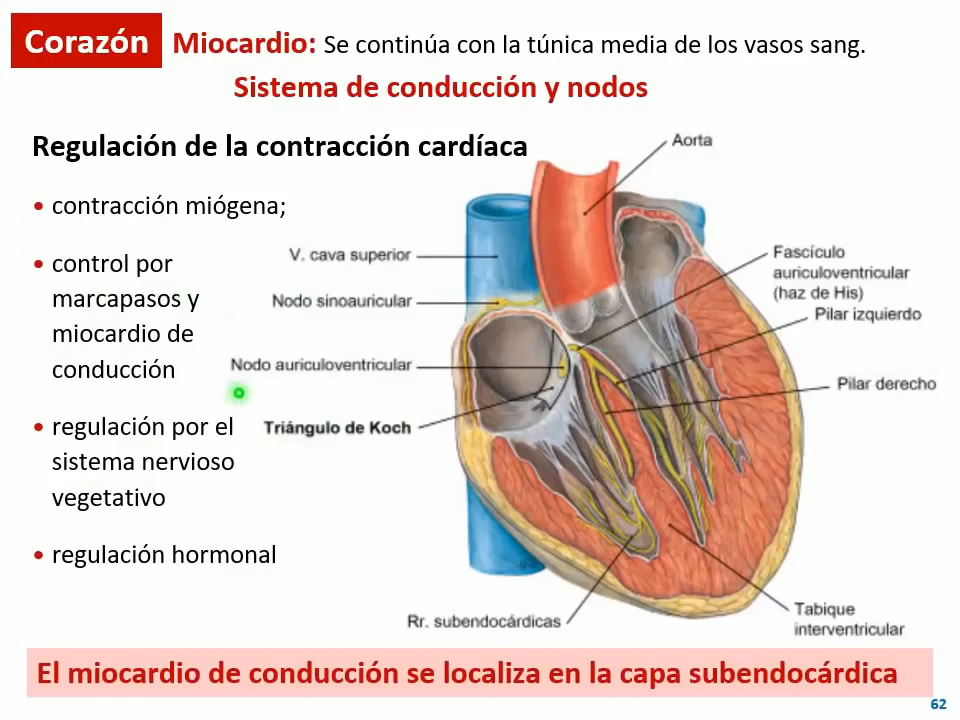 Corazón
Miocardio: Se continúa con la túnica media de los vasos sang.
Sistema de conducción y nodos
Regulación de la contracción cardíaca
• contracción miógena;
• control por
marcapasos y
miocardio de
conducción
• regulación por el
sistema nervioso
vegetativo
• regulación hormonal
Aorta
V. cava superior
Nodo sinoauricular
Nodo auriculoventricular
Triángulo de Koch
Fascículo
auriculoventricular
(haz de His)
Pilar izquierdo
Pilar derecho
Rr. subendocárdicas
Tabique
interventricular
El miocardio de conducción se localiza en la capa subendocárdica
62